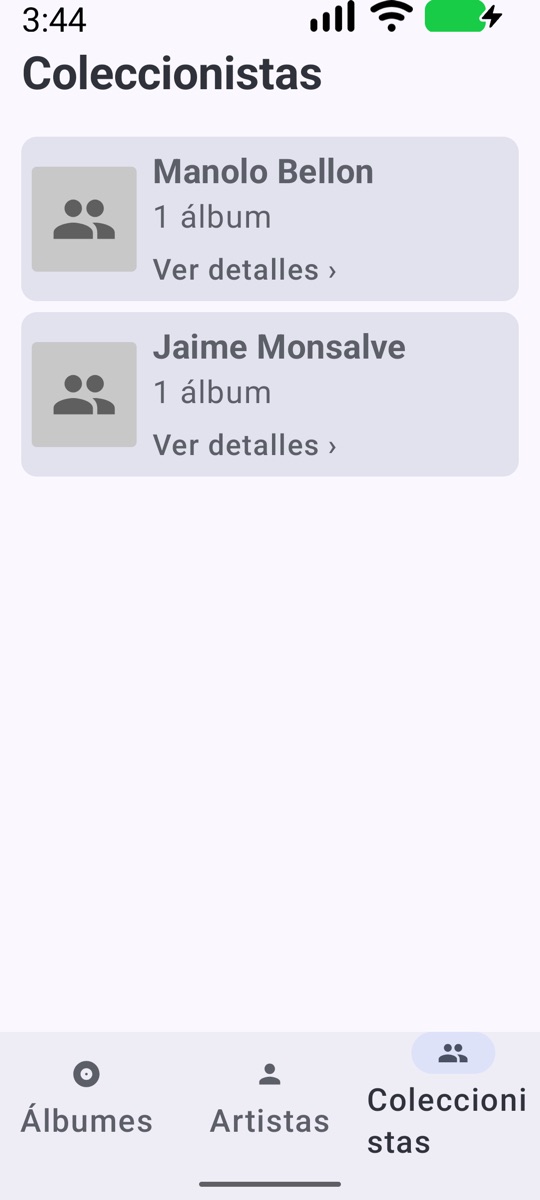 3:44
Coleccionistas
Manolo Bellon
1 álbum
Ver detalles ›
Jaime Monsalve
1 álbum
Ver detalles ›
Álbumes
Artistas
Coleccioni
stas